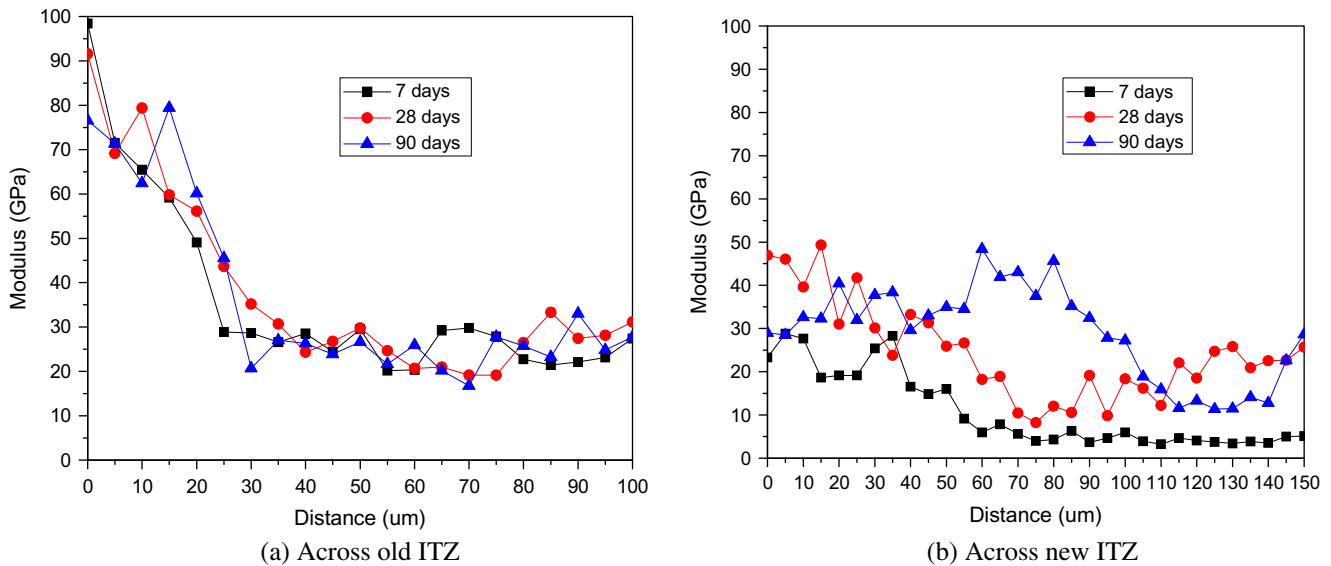 100
90
80
70
60
50
40
30
20
10
0
Modulus (GPa)
7 days
28 days
90 days
0 10 20 30 40 50 60 70 80 90 100
Distance (um)
(a) Across old ITZ
100
90
80
70
60
50
40
30
20
10
0
Modulus (GPa)
7 days
28 days
90 days
0 10 20 30 40 50 60 70 80 90 100 110 120 130 140 150
Distance (um)
(b) Across new ITZ